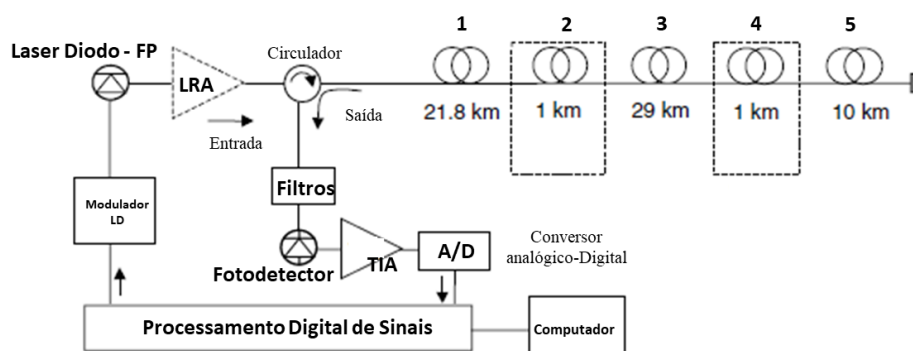 1 2 3 4 5
Laser Diodo - FP
Circulador
LRA
Saída
21.8 km 1 km 29 km 1 km 10 km
Entrada
Filtros
Modulador
LD
Fotodetector
TIA
A/D
Conversor
analógico-Digital
Processamento Digital de Sinais
Computador